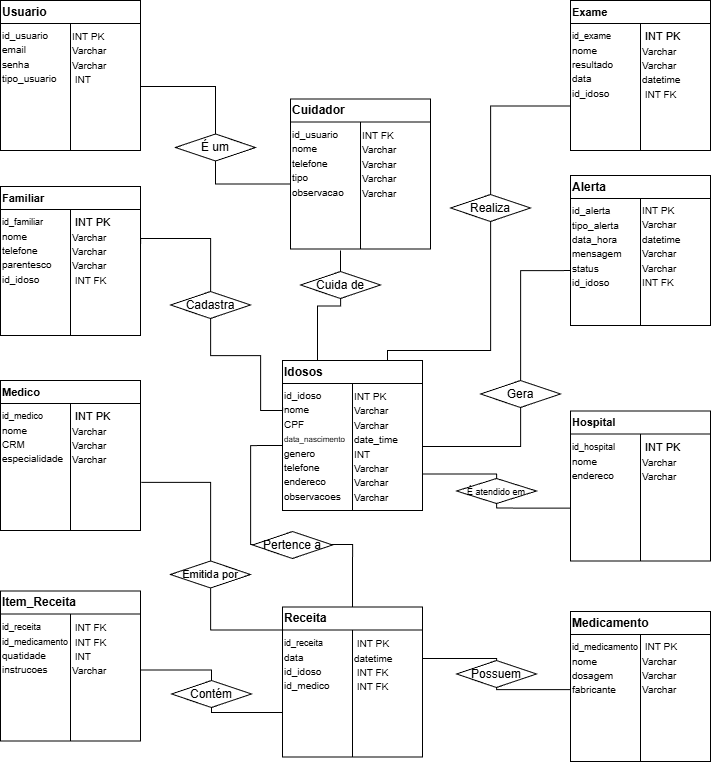 Usuario
id_usuario INT PK
email Varchar
senha Varchar
tipo_usuario INT
É um
Cuidador
id_usuario INT FK
nome Varchar
telefone Varchar
tipo Varchar
observacao Varchar
Exame
id_exame INT PK
nome Varchar
resultado Varchar
data datetime
id_idoso INT FK
Familiar
id_familiar INT PK
nome Varchar
telefone Varchar
parentesco Varchar
id_idoso INT FK
Cadastra
Cuida de
Realiza
Alerta
id_alerta INT PK
tipo_alerta Varchar
data_hora datetime
mensagem Varchar
status Varchar
id_idoso INT FK
Gera
Idosos
id_idoso INT PK
nome Varchar
CPF Varchar
data_nascimento date_time
genero INT
telefone Varchar
endereco Varchar
observacoes Varchar
Medico
id_medico INT PK
nome Varchar
CRM Varchar
especialidade Varchar
Hospital
id_hospital INT PK
nome Varchar
endereco Varchar
É atendido em
Pertence a
Emitida por
Item_Receita
id_receita INT FK
id_medicamento INT FK
quatidade INT
instrucoes Varchar
Contém
Receita
id_receita INT PK
data datetime
id_idoso INT FK
id_medico INT FK
Possuem
Medicamento
id_medicamento INT PK
nome Varchar
dosagem Varchar
fabricante Varchar